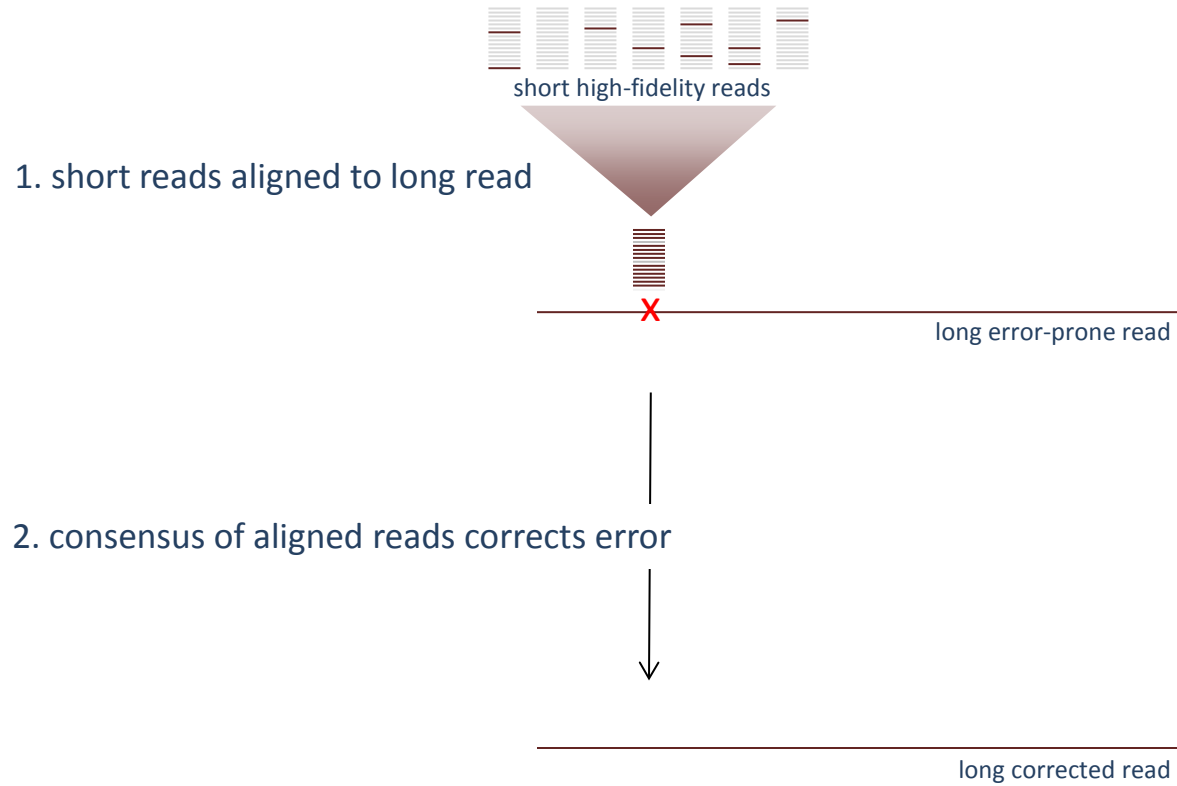 short high-fidelity reads
1. short reads aligned to long read
X
long error-prone read
2. consensus of aligned reads corrects error
long corrected read